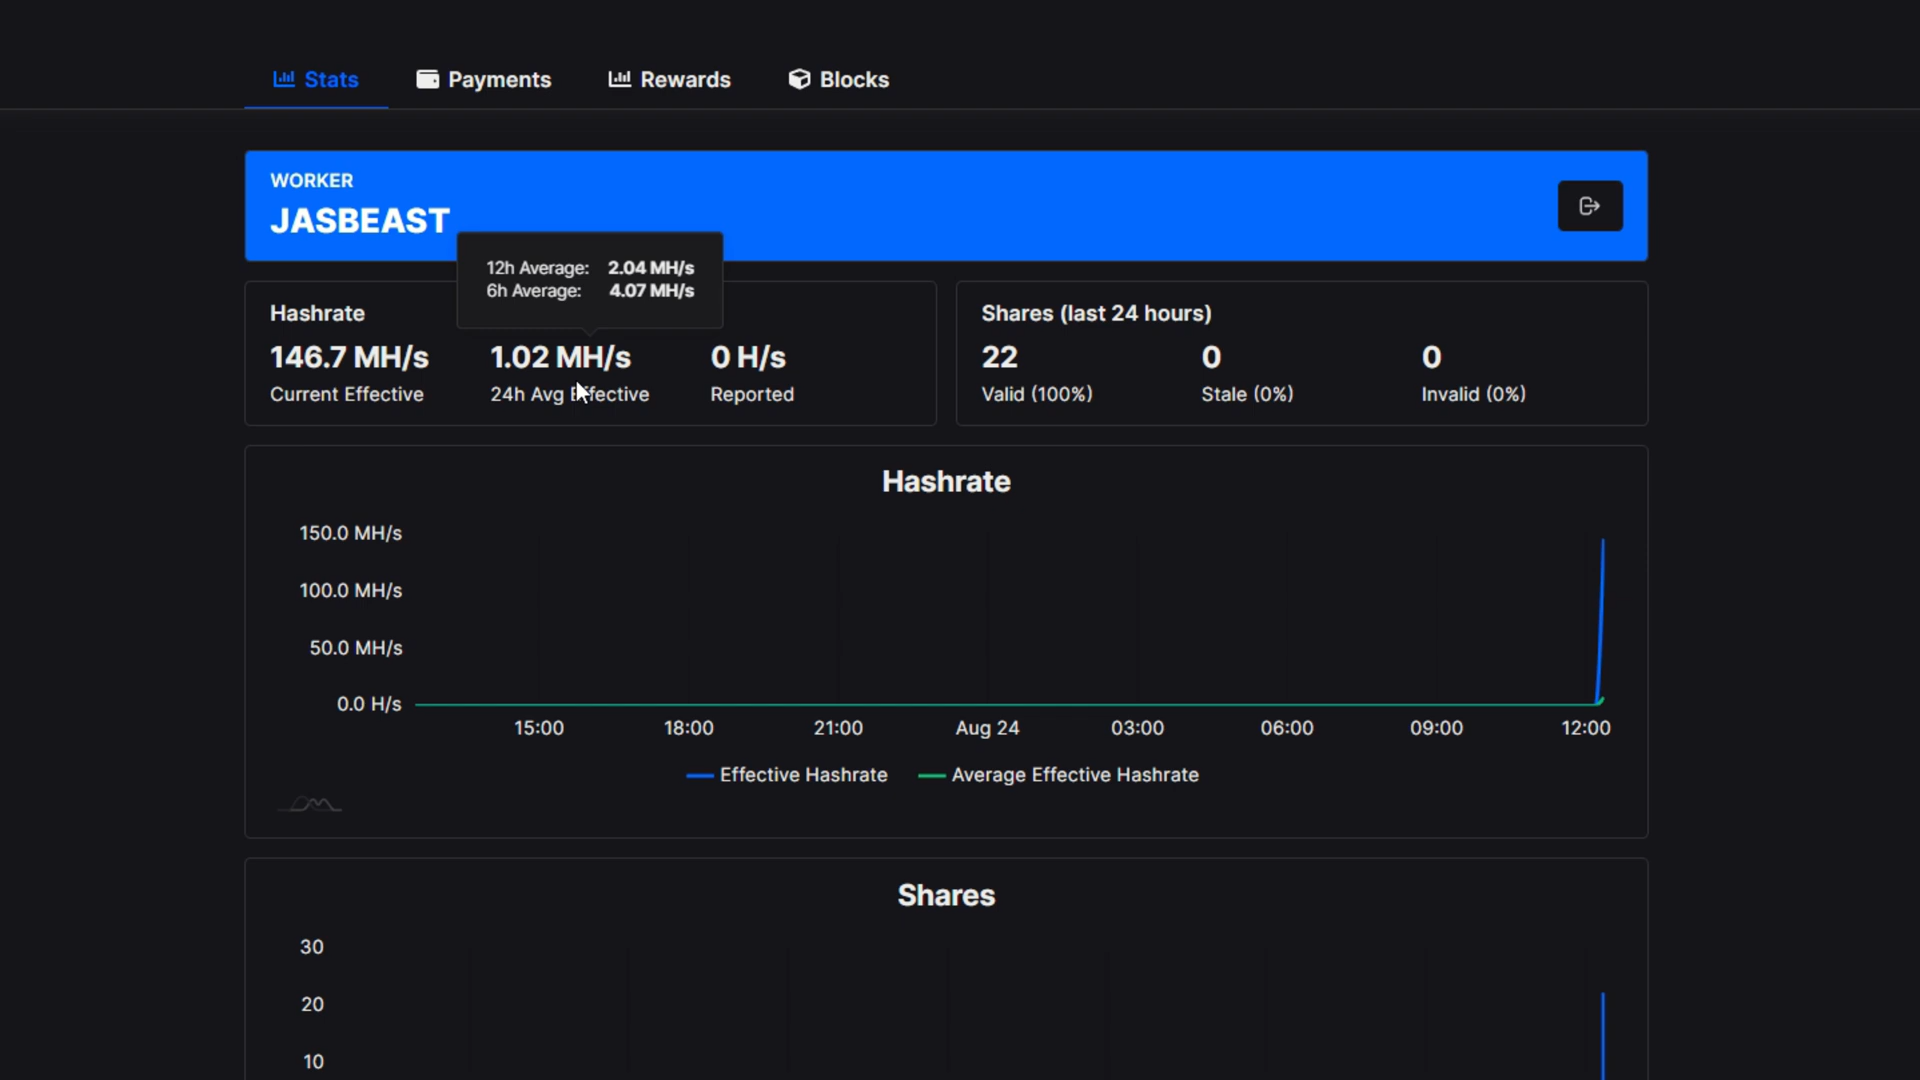 Stats Payments Rewards Blocks
WORKER
JASBEAST
12h Average: 2.04 MH/s
6h Average: 4.07 MH/s
Hashrate
146.7 MH/s 1.02 MH/s 0 H/s
Current Effective 24h Avg Effective Reported
Shares (last 24 hours)
22 0 0
Valid (100%) Stale (0%) Invalid (0%)
Hashrate
150.0 MH/s
100.0 MH/s
50.0 MH/s
0.0 H/s
15:00 18:00 21:00 Aug 24 03:00 06:00 09:00 12:00
Effective Hashrate Average Effective Hashrate
Shares
30
20
10